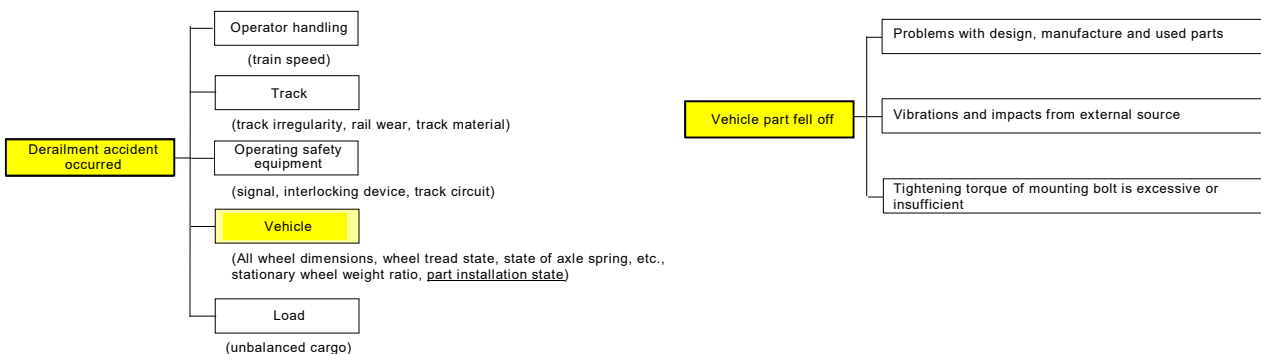 Operator handling
(train speed)
Track
(track irregularity, rail wear, track material)
Derailment accident
occurred
Operating safety
equipment
(signal, interlocking device, track circuit)
Vehicle
(All wheel dimensions, wheel tread state, state of axle spring, etc.,
stationary wheel weight ratio, part installation state)
Load
(unbalanced cargo)
Vehicle part fell off
Problems with design, manufacture and used parts
Vibrations and impacts from external source
Tightening torque of mounting bolt is excessive or
insufficient